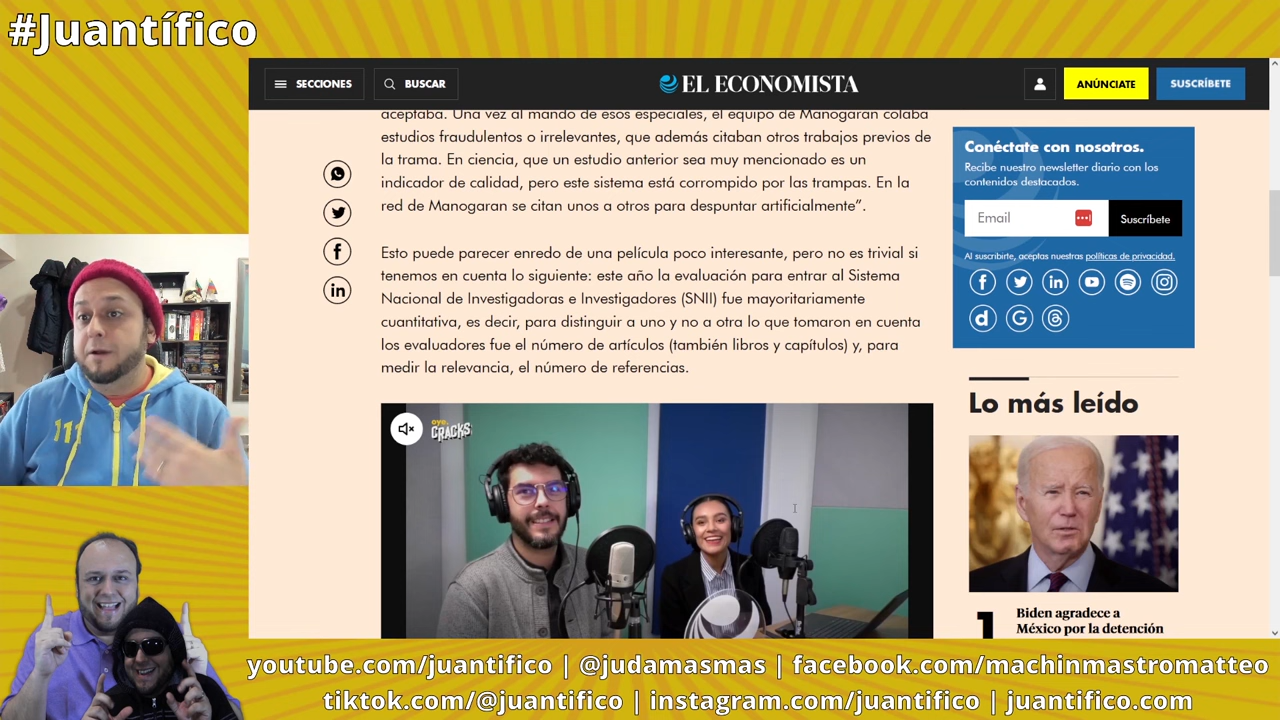 #Juantífico
SECCIONES
BUSCAR
EL ECONOMISTA
ANÚNCIATE
SUSCRÍBETE
aceptaba. Una vez al mando de esos especiales, el equipo de Manogaran colaba
estudios fraudulentos o irrelevantes, que además citaban otros trabajos previos de
la trama. En ciencia, que un estudio anterior sea muy mencionado es un
indicador de calidad, pero este sistema está corrompido por las trampas. En la
red de Manogaran se citan unos a otros para despuntar artificialmente”.
Esto puede parecer enredo de una película poco interesante, pero no es trivial si
tenemos en cuenta lo siguiente: este año la evaluación para entrar al Sistema
Nacional de Investigadoras e Investigadores (SNII) fue mayoritariamente
cuantitativa, es decir, para distinguir a uno y no a otra lo que tomaron en cuenta
los evaluadores fue el número de artículos (también libros y capítulos) y, para
medir la relevancia, el número de referencias.
oye,
CRACKS
Conéctate con nosotros.
Recibe nuestro newsletter diario con los
contenidos destacados.
Email
Suscríbete
Al suscribirte, aceptas nuestras políticas de privacidad.
Lo más leído
1
Biden agradece a
México por la detención
111
youtube.com/juantifico | @judamasmas | facebook.com/machinmastromatteo
tiktok.com/@juantifico | instagram.com/juantifico | juantifico.com